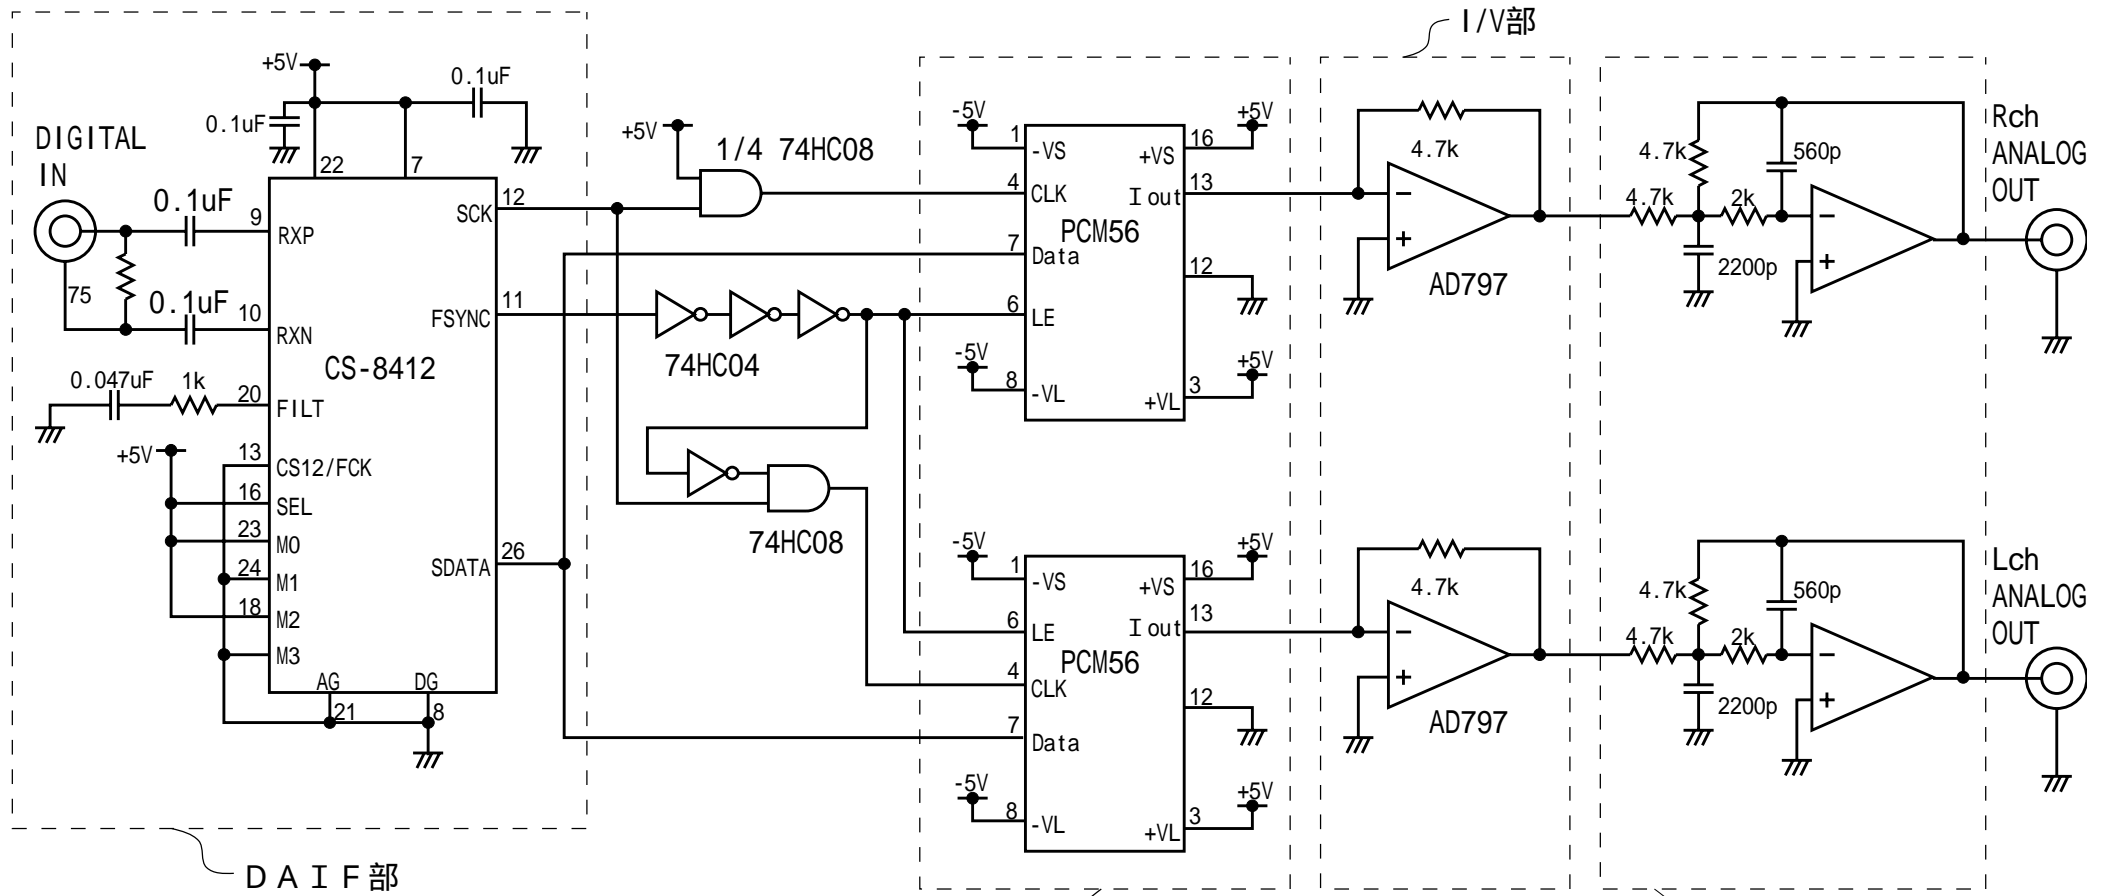 I/V部
+5V
0.1uF
0.1uF
DIGITAL
IN
22
7
0.1uF
9
RXP
75
0.1uF
10
RXN
0.047uF
1k
20
FILT
CS-8412
+5V
13
CS12/FCK
16
SEL
23
M0
24
M1
18
M2
M3
AG
DG
21
8
SCK
12
FSYNC
11
SDATA
26
DAIF部
+5V
1/4 74HC08
74HC04
74HC08
-5V
1
-VS
+VS
16
+5V
4
CLK
Iout
13
PCM56
7
Data
12
6
LE
-5V
8
-VL
+VL
3
+5V
-5V
1
-VS
+VS
16
+5V
6
LE
Iout
13
PCM56
4
CLK
12
7
Data
-5V
8
-VL
+VL
3
+5V
4.7k
AD797
4.7k
AD797
4.7k
560p
4.7k
2k
2200p
Rch
ANALOG
OUT
4.7k
560p
4.7k
2k
2200p
Lch
ANALOG
OUT